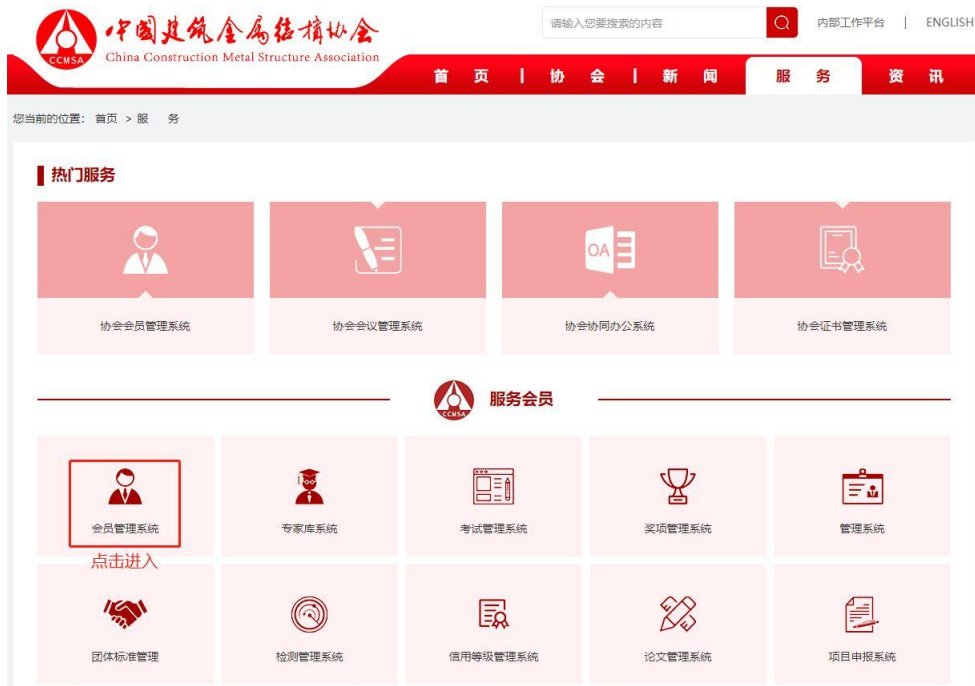 中国建筑金属结构协会
China Construction Metal Structure Association
CCMSA
请输入您要搜索的内容
内部工作平台 | ENGLISH
首 页 | 协 会 | 新 闻 服 务 资 讯
您当前的位置： 首页 > 服 务
热门服务
OA
协会会员管理系统 协会会议管理系统 协会协同办公系统 协会证书管理系统
CCMSA
服务会员
会员管理系统 专家库系统 考试管理系统 奖项管理系统 管理系统
点击进入
团体标准管理 检测管理系统 信用等级管理系统 论文管理系统 项目申报系统